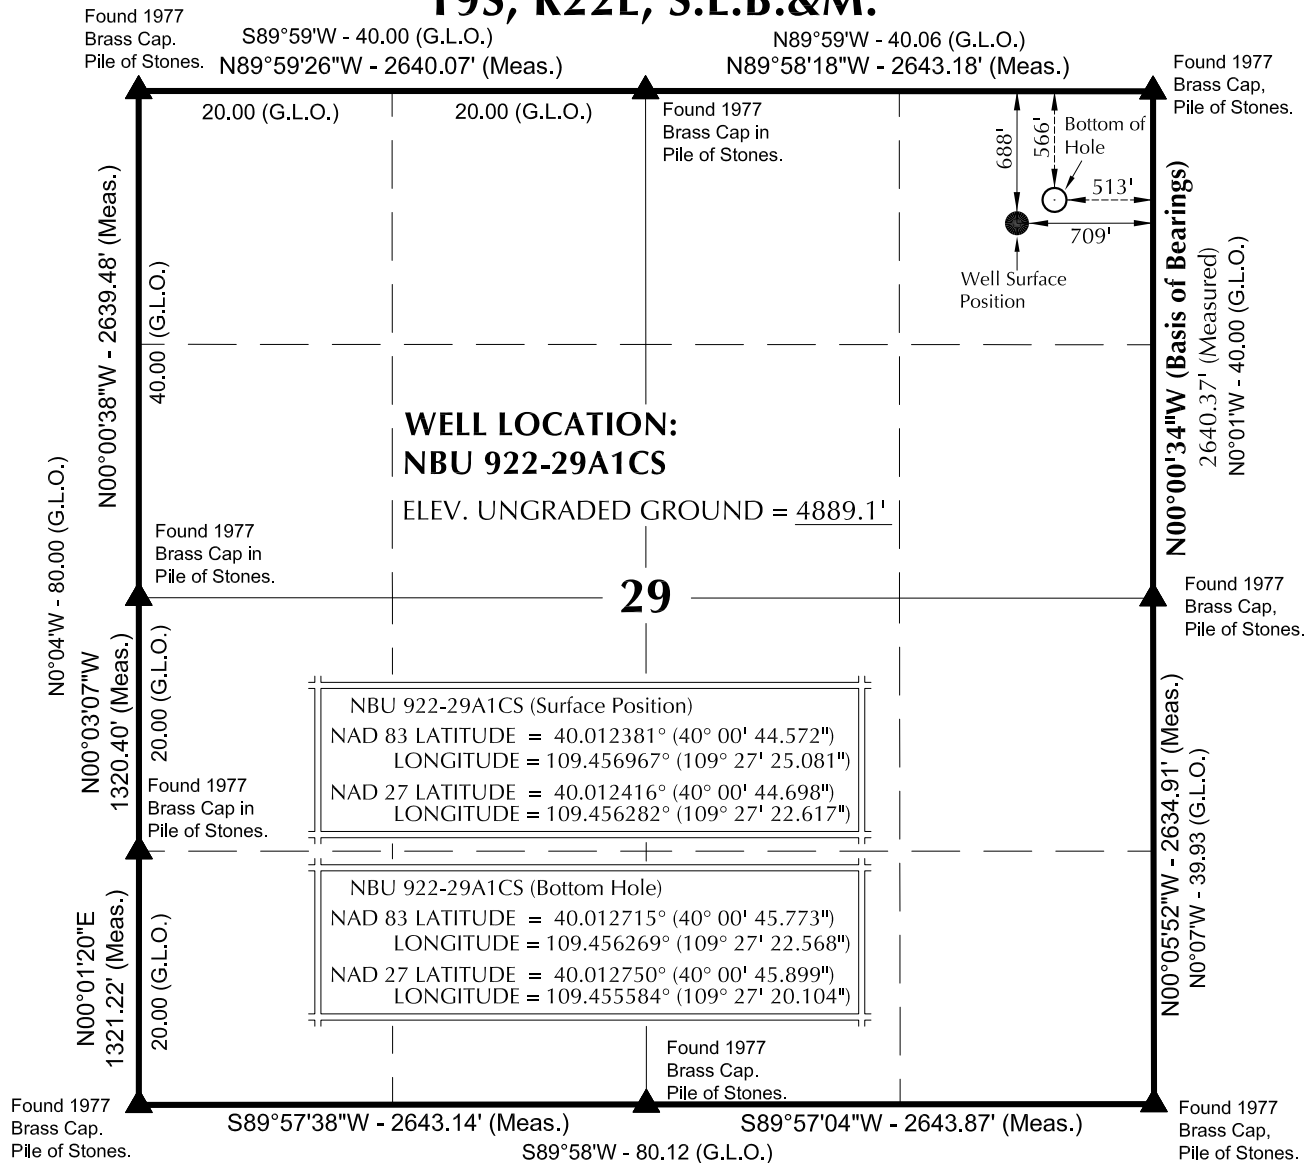 T9S, R22E, S.L.B.&M.
Found 1977
Brass Cap.
Pile of Stones.
S89°59'W - 40.00 (G.L.O.)
N89°59'26"W - 2640.07' (Meas.)
N89°59'W - 40.06 (G.L.O.)
N89°58'18"W - 2643.18' (Meas.)
Found 1977
Brass Cap,
Pile of Stones.
20.00 (G.L.O.)
20.00 (G.L.O.)
Found 1977
Brass Cap in
Pile of Stones.
688'
566'
Bottom of
Hole
513'
709'
Well Surface
Position
N00°00'38"W - 2639.48' (Meas.)
40.00 (G.L.O.)
N00°00'34"W (Basis of Bearings)
2640.37' (Measured)
N0°01'W - 40.00 (G.L.O.)
WELL LOCATION:
NBU 922-29A1CS
ELEV. UNGRADED GROUND = 4889.1'
N0°04'W - 80.00 (G.L.O.)
Found 1977
Brass Cap in
Pile of Stones.
29
Found 1977
Brass Cap,
Pile of Stones.
N00°03'07"W
1320.40' (Meas.)
20.00 (G.L.O.)
NBU 922-29A1CS (Surface Position)
NAD 83 LATITUDE = 40.012381° (40° 00' 44.572")
LONGITUDE = 109.456967° (109° 27' 25.081")
NAD 27 LATITUDE = 40.012416° (40° 00' 44.698")
LONGITUDE = 109.456282° (109° 27' 22.617")
Found 1977
Brass Cap in
Pile of Stones.
N00°05'52"W - 2634.91' (Meas.)
N0°07'W - 39.93 (G.L.O.)
NBU 922-29A1CS (Bottom Hole)
NAD 83 LATITUDE = 40.012715° (40° 00' 45.773")
LONGITUDE = 109.456269° (109° 27' 22.568")
NAD 27 LATITUDE = 40.012750° (40° 00' 45.899")
LONGITUDE = 109.455584° (109° 27' 20.104")
N00°01'20"E
1321.22' (Meas.)
20.00 (G.L.O.)
Found 1977
Brass Cap.
Pile of Stones.
Found 1977
Brass Cap.
Pile of Stones.
S89°57'38"W - 2643.14' (Meas.)
S89°57'04"W - 2643.87' (Meas.)
S89°58'W - 80.12 (G.L.O.)
Found 1977
Brass Cap,
Pile of Stones.